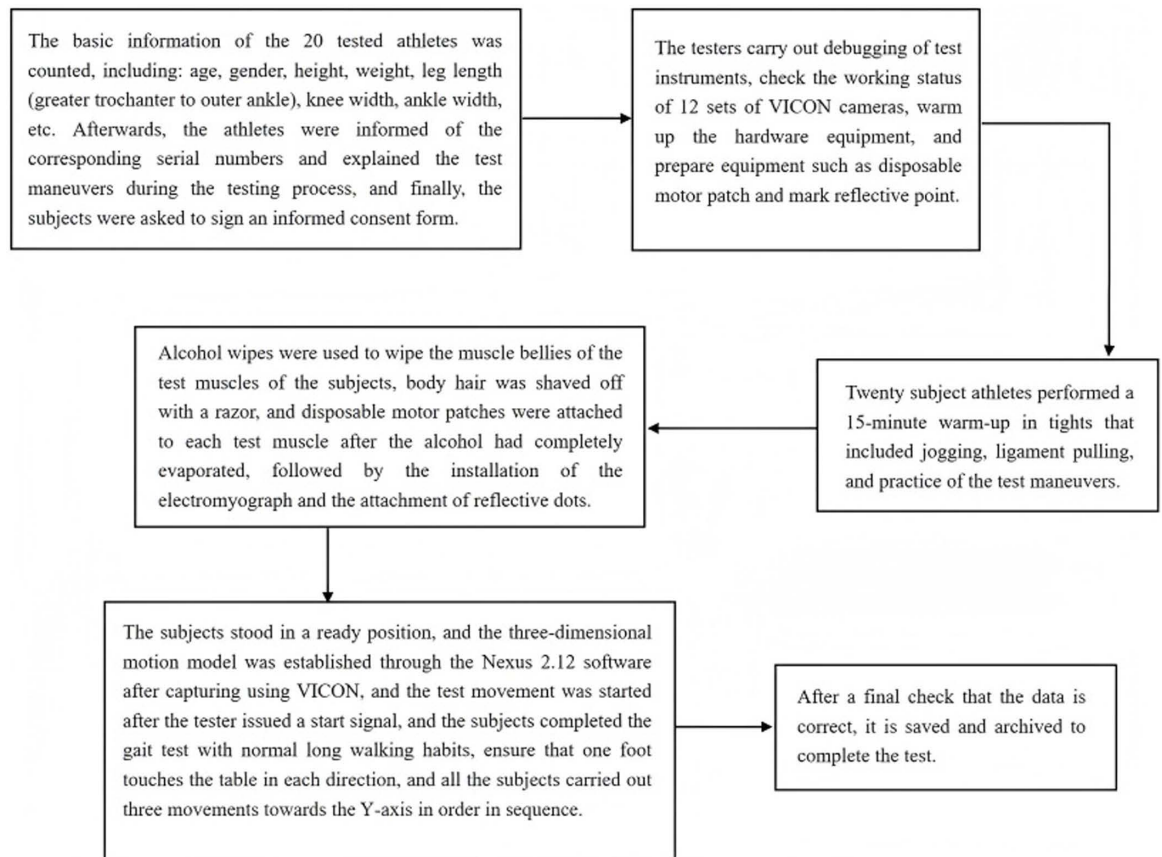 The basic information of the 20 tested athletes was
counted, including: age, gender, height, weight, leg length
(greater trochanter to outer ankle), knee width, ankle width,
etc. Afterwards, the athletes were informed of the
corresponding serial numbers and explained the test
maneuvers during the testing process, and finally, the
subjects were asked to sign an informed consent form.
The testers carry out debugging of test
instruments, check the working status
of 12 sets of VICON cameras, warm
up the hardware equipment, and
prepare equipment such as disposable
motor patch and mark reflective point.
Twenty subject athletes performed a
15-minute warm-up in tights that
included jogging, ligament pulling,
and practice of the test maneuvers.
Alcohol wipes were used to wipe the muscle bellies of the
test muscles of the subjects, body hair was shaved off
with a razor, and disposable motor patches were attached
to each test muscle after the alcohol had completely
evaporated, followed by the installation of the
electromyograph and the attachment of reflective dots.
The subjects stood in a ready position, and the three-dimensional
motion model was established through the Nexus 2.12 software
after capturing using VICON, and the test movement was started
after the tester issued a start signal, and the subjects completed the
gait test with normal long walking habits, ensure that one foot
touches the table in each direction, and all the subjects carried out
three movements towards the Y-axis in order in sequence.
After a final check that the data is
correct, it is saved and archived to
complete the test.